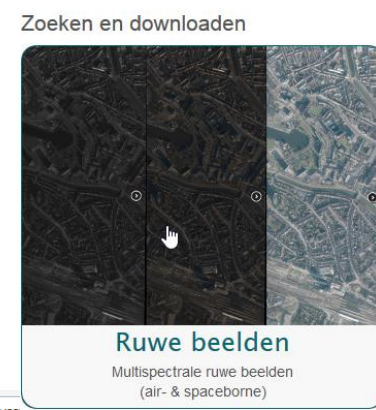 Zoeken en downloaden
Ruwe beelden
Multispectrale ruwe beelden
(air- & spaceborne)